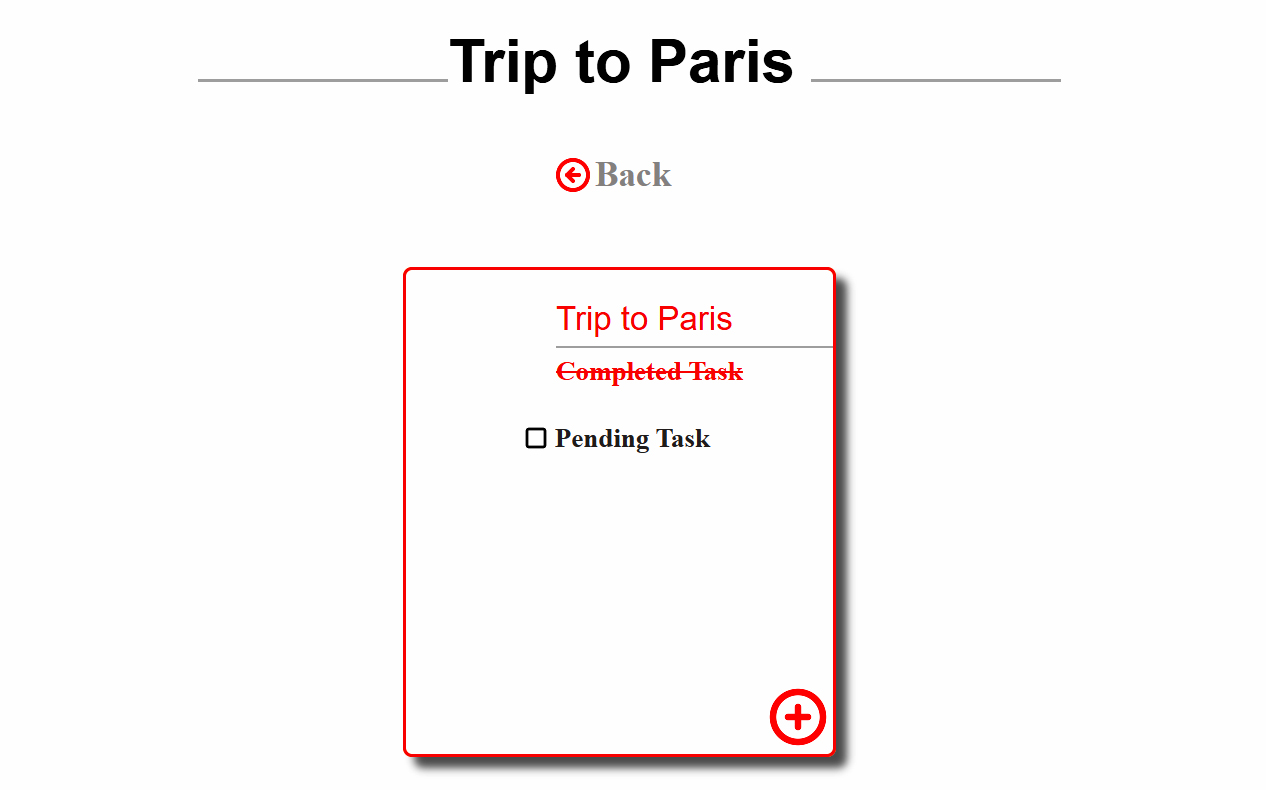 Trip to Paris
Back
Trip to Paris
Completed Task
Pending Task